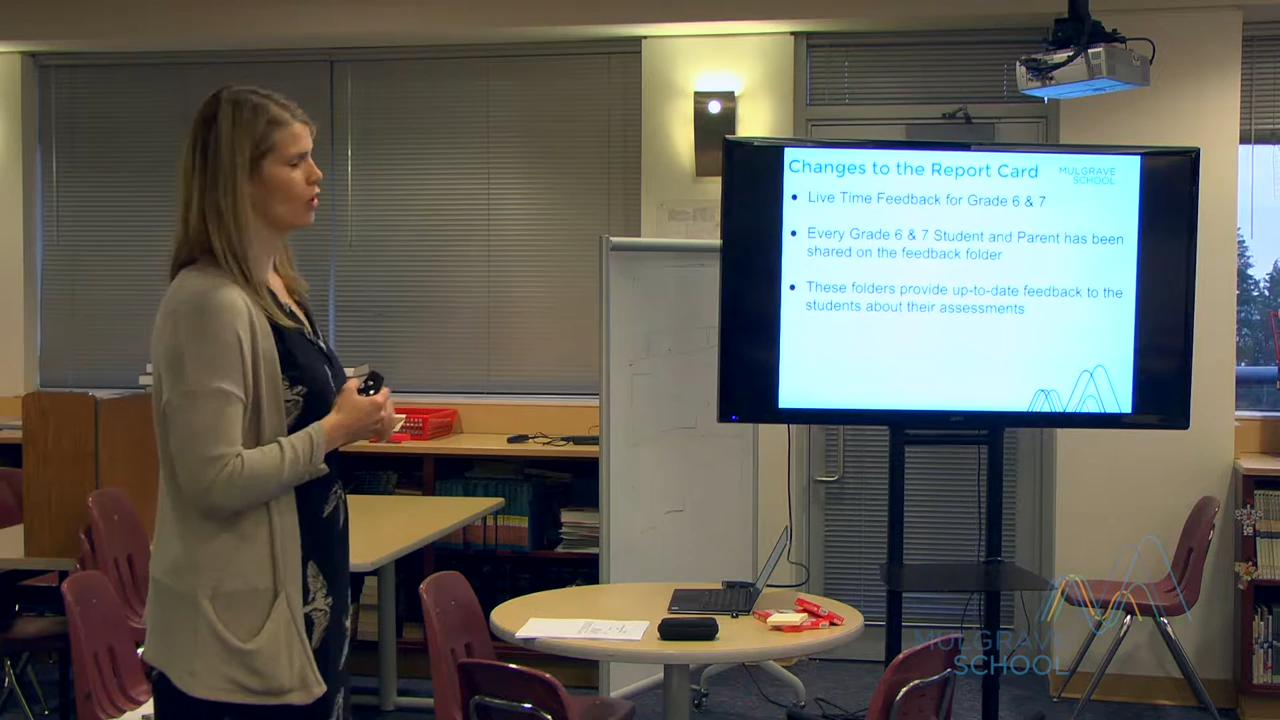 Changes to the Report Card
MULGRAVE
SCHOOL
Live Time Feedback for Grade 6 & 7
Every Grade 6 & 7 Student and Parent has been
shared on the feedback folder
These folders provide up-to-date feedback to the
students about their assessments
MULGRAVE
SCHOOL